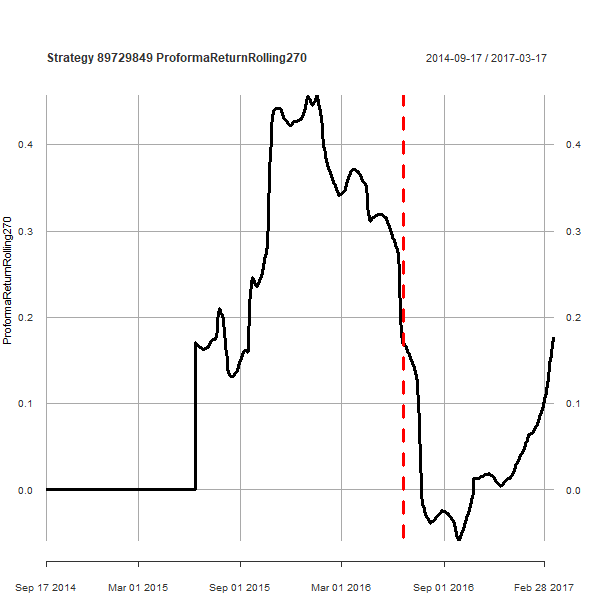 Strategy 89729849 ProformaReturnRolling270
2014-09-17 / 2017-03-17
ProformaReturnRolling270
0.4 0.4
0.3 0.3
0.2 0.2
0.1 0.1
0.0 0.0
Sep 17 2014 Mar 01 2015 Sep 01 2015 Mar 01 2016 Sep 01 2016 Feb 28 2017